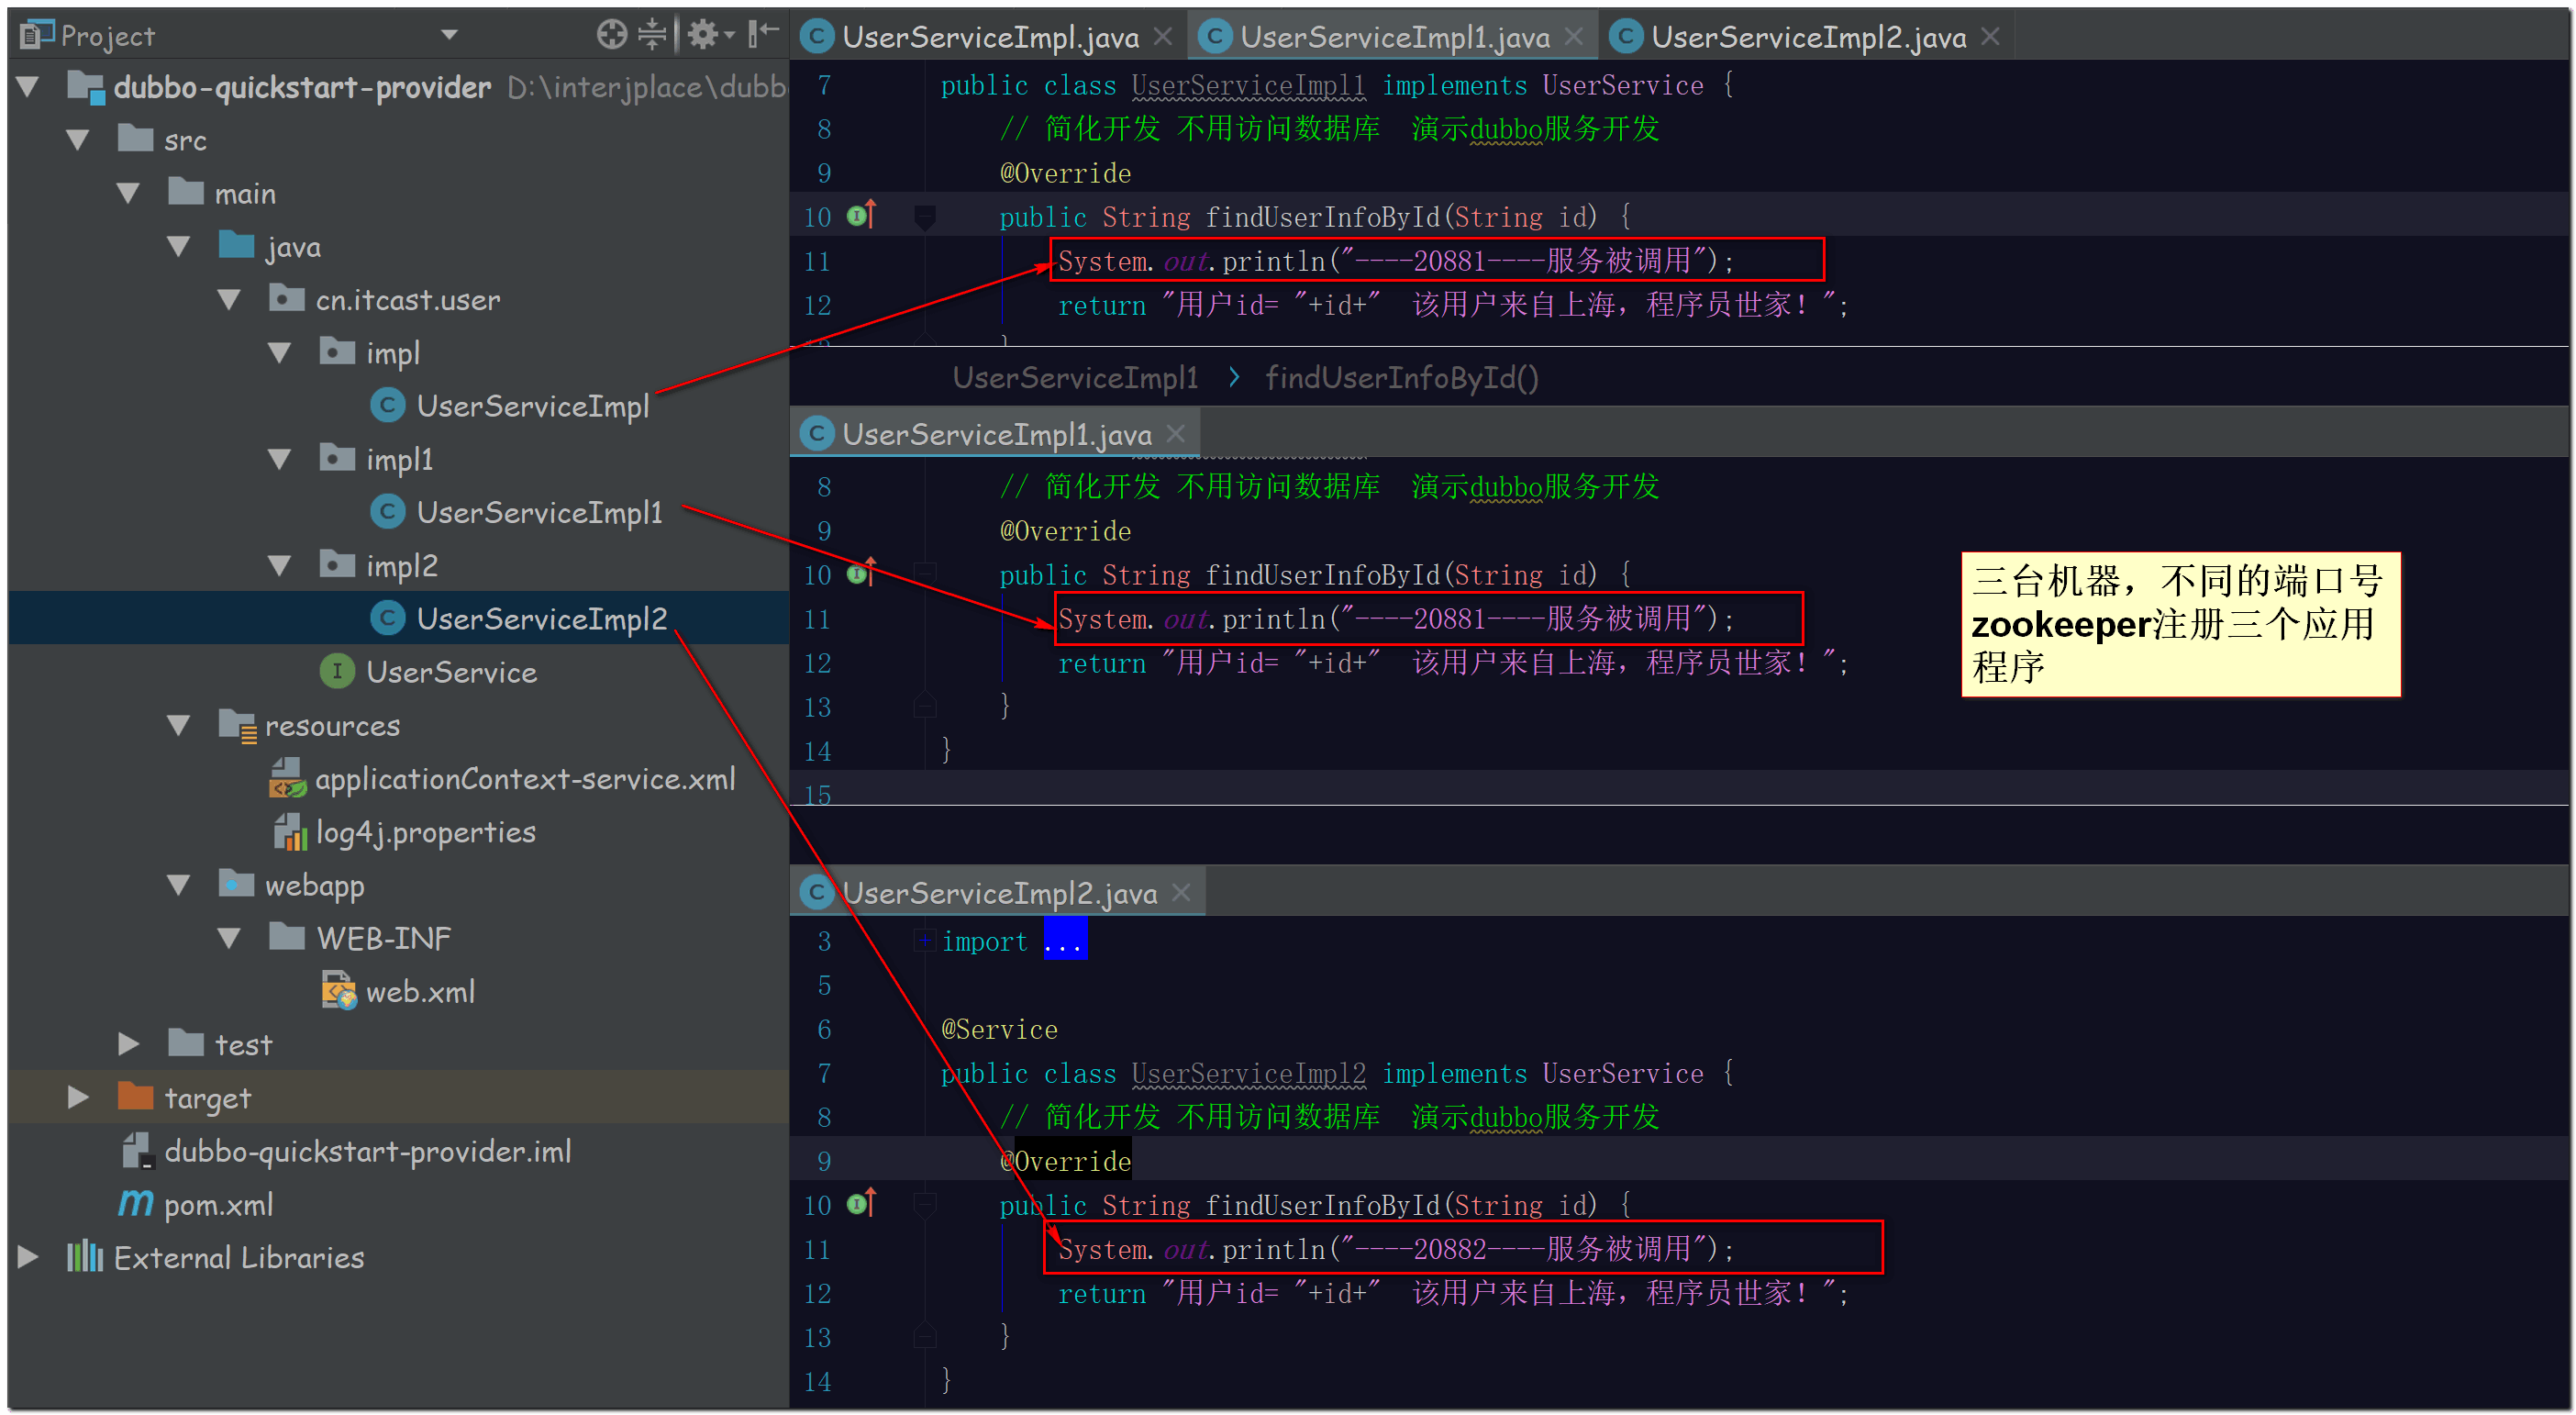 Project
dubbo-quickstart-provider D:\interjplace\dubb
src
main
java
cn.itcast.user
impl
UserServiceImpl
impl1
UserServiceImpl1
impl2
UserServiceImpl2
UserService
resources
applicationContext-service.xml
log4j.properties
webapp
WEB-INF
web.xml
test
target
dubbo-quickstart-provider.iml
pom.xml
External Libraries
UserServiceImpl.java UserServiceImpl1.java UserServiceImpl2.java
7 public class UserServiceImpl1 implements UserService {
8 // 简化开发 不用访问数据库 演示dubbo服务开发
9 @Override
10 public String findUserInfoById(String id) {
11 System.out.println("----20881----服务被调用");
12 return "用户id= "+id+" 该用户来自上海，程序员世家！";
UserServiceImpl1 > findUserInfoById()
UserServiceImpl1.java
8 // 简化开发 不用访问数据库 演示dubbo服务开发
9 @Override
10 public String findUserInfoById(String id) {
11 System.out.println("----20881----服务被调用");
12 return "用户id= "+id+" 该用户来自上海，程序员世家！";
13 }
14 }
15
三台机器，不同的端口号
zookeeper注册三个应用
程序
UserServiceImpl2.java
3 import ...
5
6 @Service
7 public class UserServiceImpl2 implements UserService {
8 // 简化开发 不用访问数据库 演示dubbo服务开发
9 @Override
10 public String findUserInfoById(String id) {
11 System.out.println("----20882----服务被调用");
12 return "用户id= "+id+" 该用户来自上海，程序员世家！";
13 }
14 }